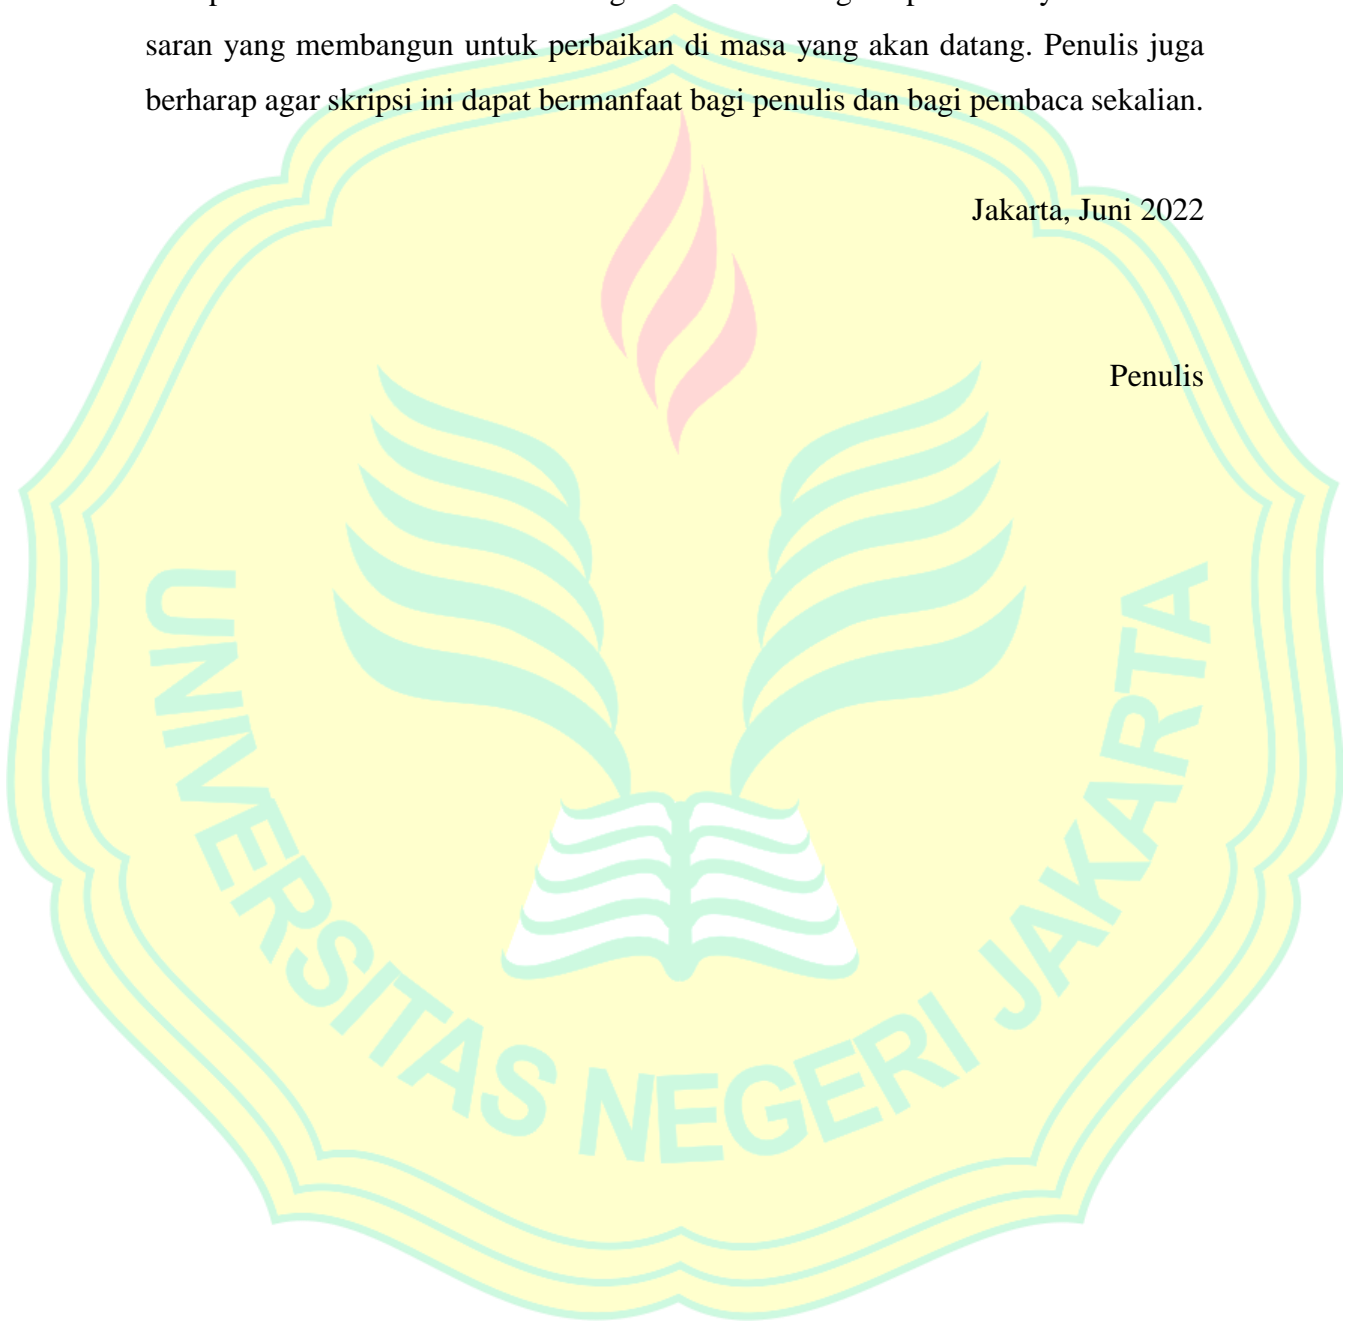 saran yang membangun untuk perbaikan di masa yang akan datang. Penulis juga
berharap agar skripsi ini dapat bermanfaat bagi penulis dan bagi pembaca sekalian.
Jakarta, Juni 2022
Penulis
UNIVERSITAS NEGERI JAKARTA